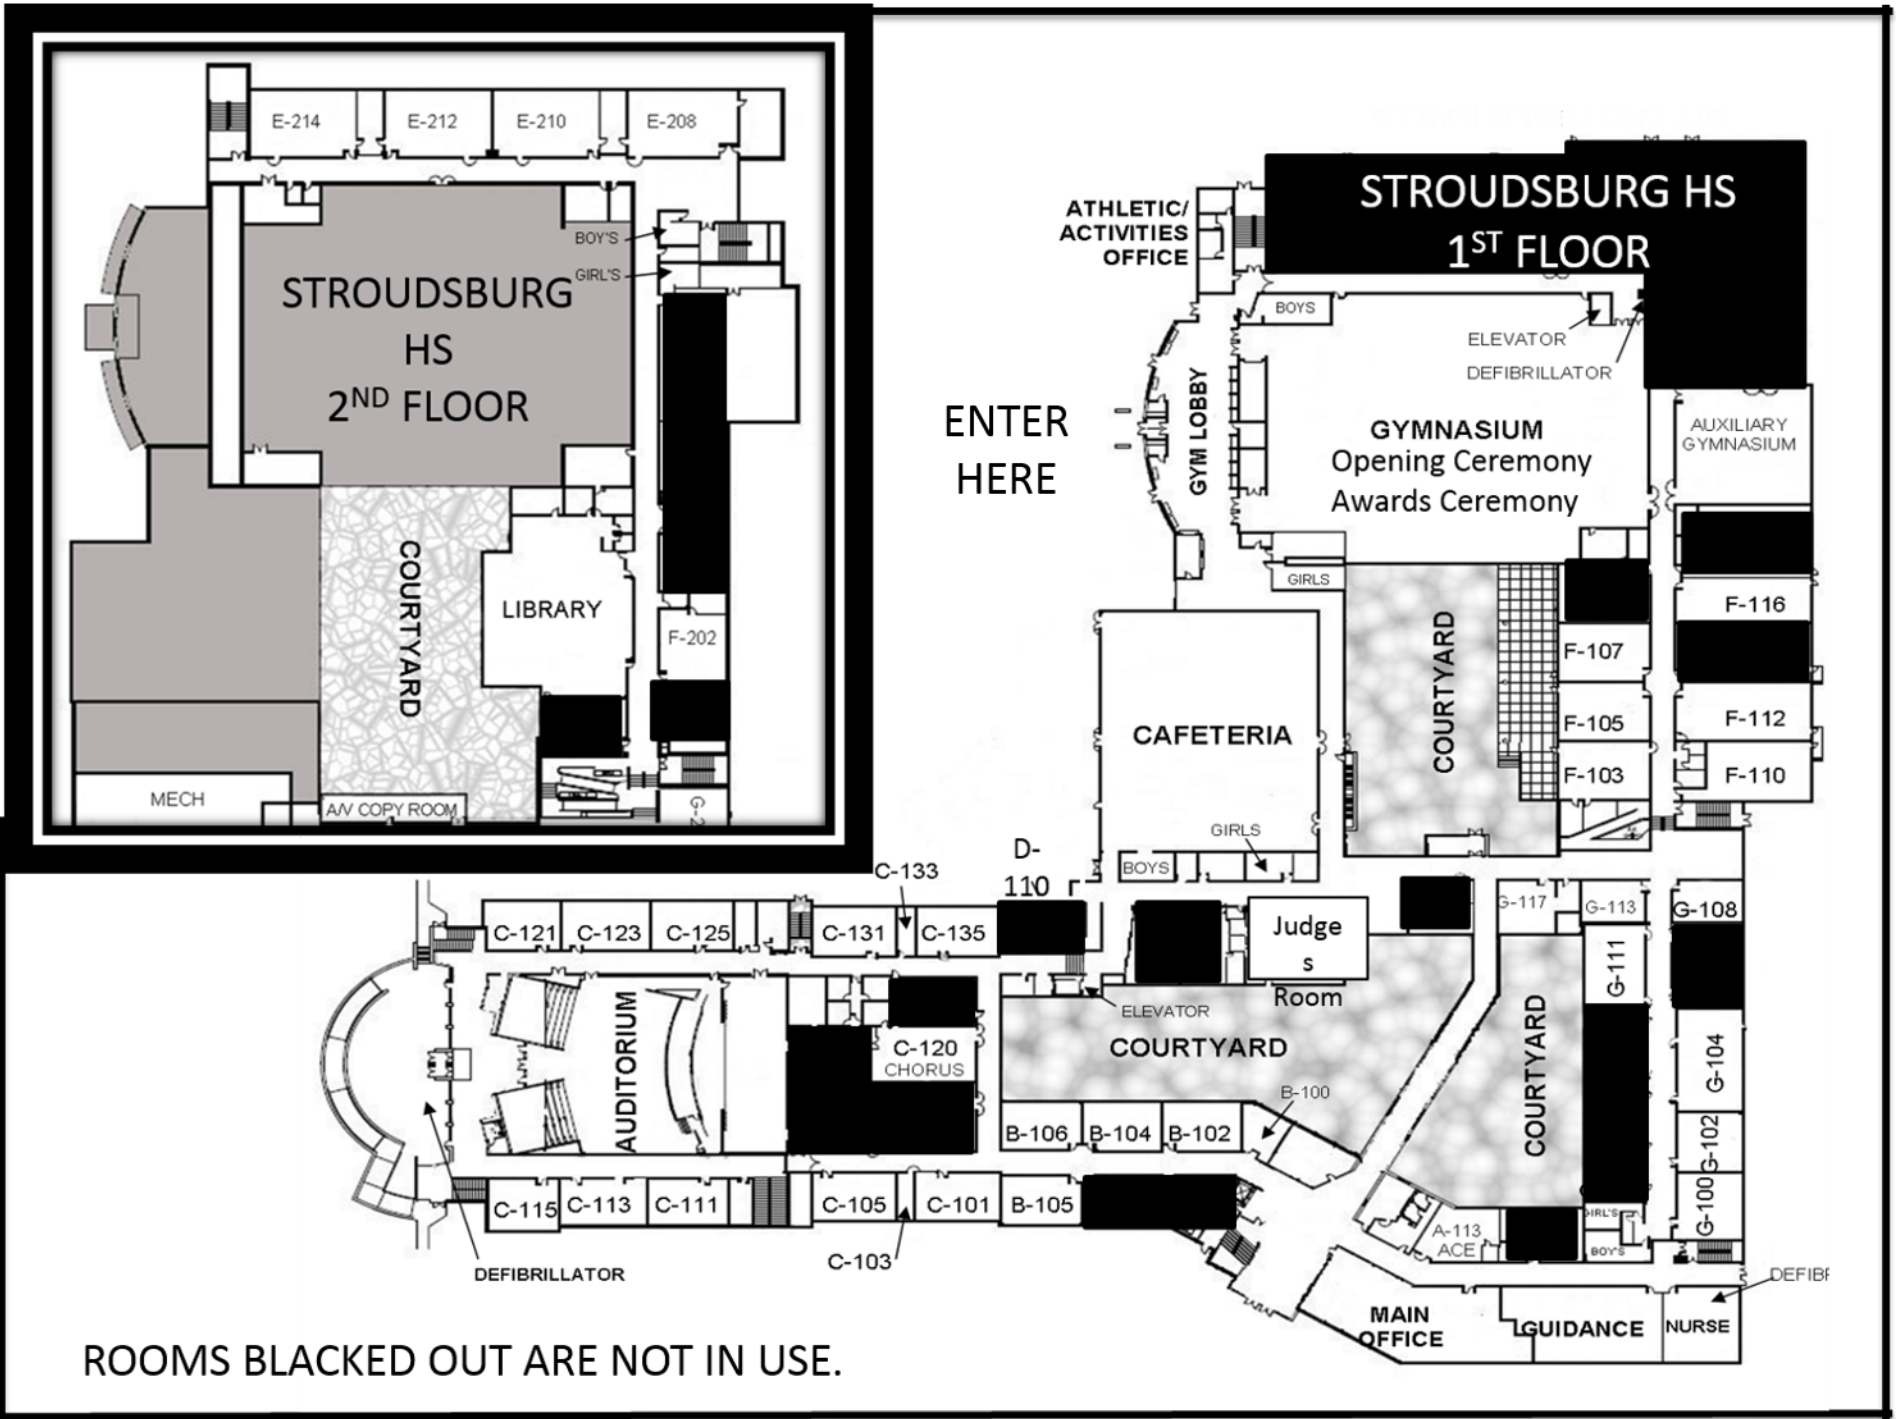 E-214
E-212
E-210
E-208
BOY'S
GIRL'S
STROUDSBURG
HS
2ND FLOOR
COURTYARD
LIBRARY
F-202
MECH
A/V COPY ROOM
G-2
STROUDSBURG HS
1ST FLOOR
ATHLETIC/
ACTIVITIES
OFFICE
BOYS
ELEVATOR
DEFIBRILLATOR
ENTER
HERE
GYM LOBBY
GYMNASIUM
Opening Ceremony
Awards Ceremony
AUXILIARY
GYMNASIUM
GIRLS
COURTYARD
F-116
F-107
F-105
F-112
F-103
F-110
CAFETERIA
GIRLS
BOYS
D-
110
C-133
C-121
C-123
C-125
C-131
C-135
Judge
s
Room
G-117
G-113
G-108
G-111
ELEVATOR
COURTYARD
COURTYARD
G-104
G-102
G-100
AUDITORIUM
C-120
CHORUS
B-100
B-106
B-104
B-102
C-115
C-113
C-111
C-105
C-101
B-105
C-103
DEFIBRILLATOR
A-113
ACE
GIRL'S
BOY'S
DEFIBR
MAIN
OFFICE
GUIDANCE
NURSE
ROOMS BLACKED OUT ARE NOT IN USE.